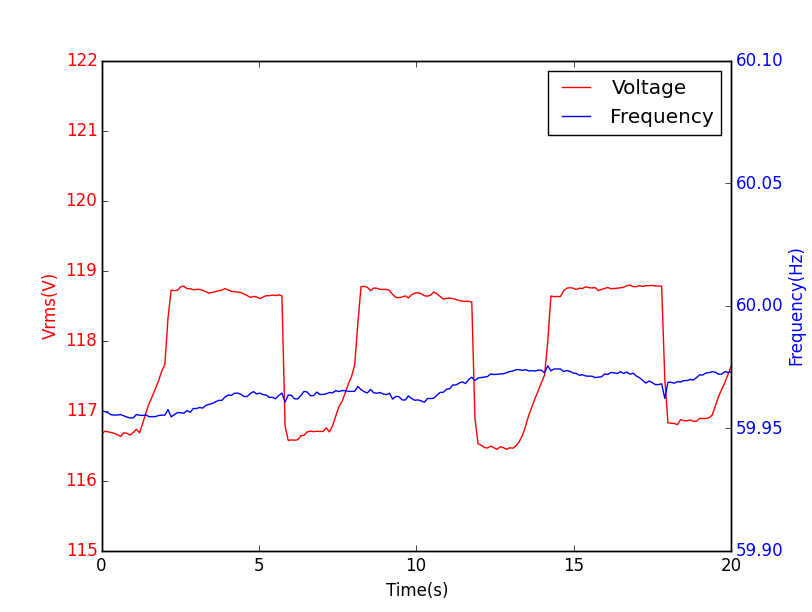 122
121
120
119
118
117
116
115
Vrms(V)
60.10
60.05
60.00
59.95
59.90
Frequency(Hz)
Voltage
Frequency
0 5 10 15 20
Time(s)